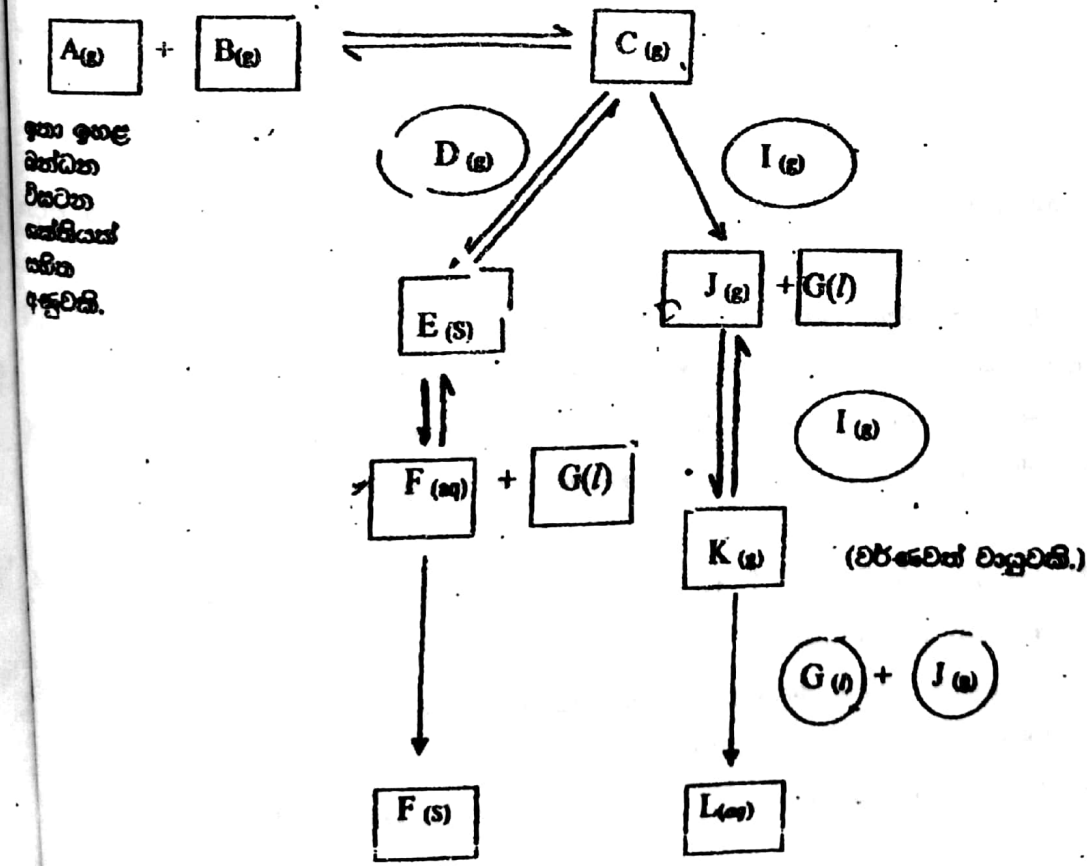 A(g) + B(g) C (g)
ඉතා ඉහළ
බන්ධන
විඝටන
ශක්තියක්
සහිත
අණුවකි.
D (g) I (g)
E (S) J (g) + G(l)
I (g)
F (aq) + G(l)
K (g) (වර්ණවත් වායුවකි.)
G (l) + J (g)
F (S) L(aq)